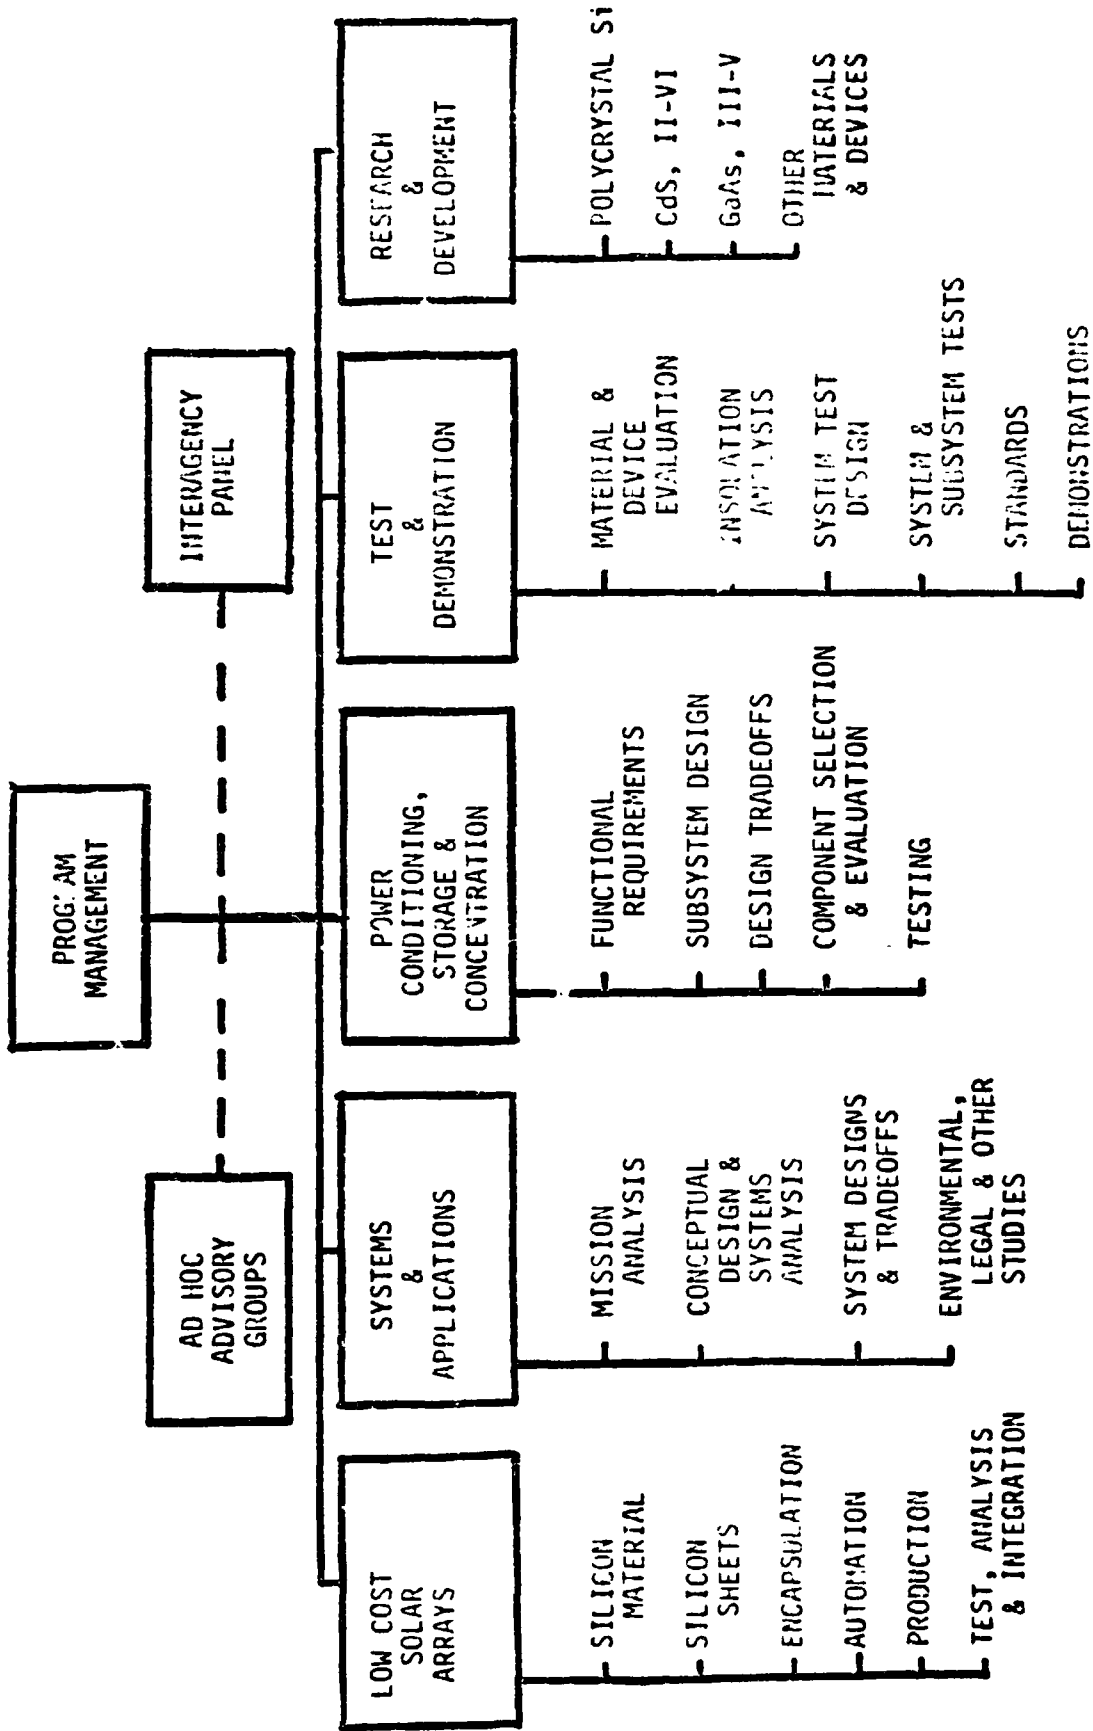 PROGRAM
MANAGEMENT
AD HOC
ADVISORY
GROUPS
INTERAGENCY
PANEL
LOW COST
SOLAR
ARRAYS
SILICON
MATERIAL
SILICON
SHEETS
ENCAPSULATION
AUTOMATION
PRODUCTION
TEST, ANALYSIS
& INTEGRATION
SYSTEMS
&
APPLICATIONS
MISSION
ANALYSIS
CONCEPTUAL
DESIGN &
SYSTEMS
ANALYSIS
SYSTEM DESIGNS
& TRADEOFFS
ENVIRONMENTAL,
LEGAL & OTHER
STUDIES
POWER
CONDITIONING,
STORAGE &
CONCENTRATION
FUNCTIONAL
REQUIREMENTS
SUBSYSTEM DESIGN
DESIGN TRADEOFFS
COMPONENT SELECTION
& EVALUATION
TESTING
TEST
&
DEMONSTRATION
MATERIAL &
DEVICE
EVALUATION
INSOLATION
ANALYSIS
SYSTEM TEST
DESIGN
SYSTEM &
SUBSYSTEM TESTS
STANDARDS
DEMONSTRATIONS
RESEARCH
&
DEVELOPMENT
POLYCRYSTAL Si
CdS, II-VI
GaAs, III-V
OTHER
MATERIALS
& DEVICES